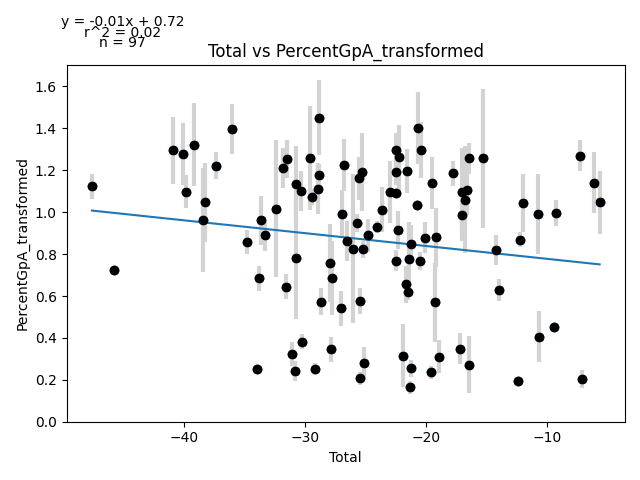 y = -0.01x + 0.72
r^2 = 0.02
n = 97
Total vs PercentGpA_transformed
PercentGpA_transformed
1.6
1.4
1.2
1.0
0.8
0.6
0.4
0.2
0.0
−40
−30
−20
−10
Total